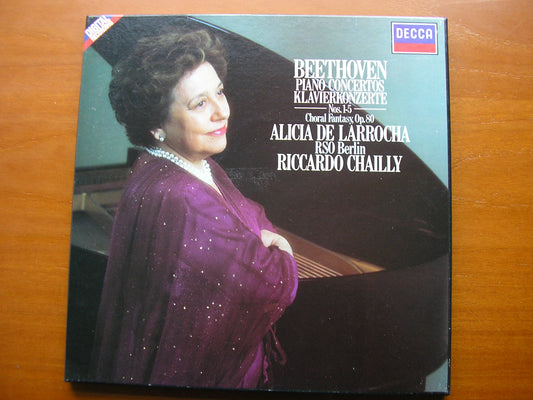 DIGITAL
DECCA
BEETHOVEN
PIANO CONCERTOS
KLAVIERKONZERTE
Nos. 1-5
Choral Fantasy, Op. 80
ALICIA DE LARROCHA
RSO Berlin
RICCARDO CHAILLY